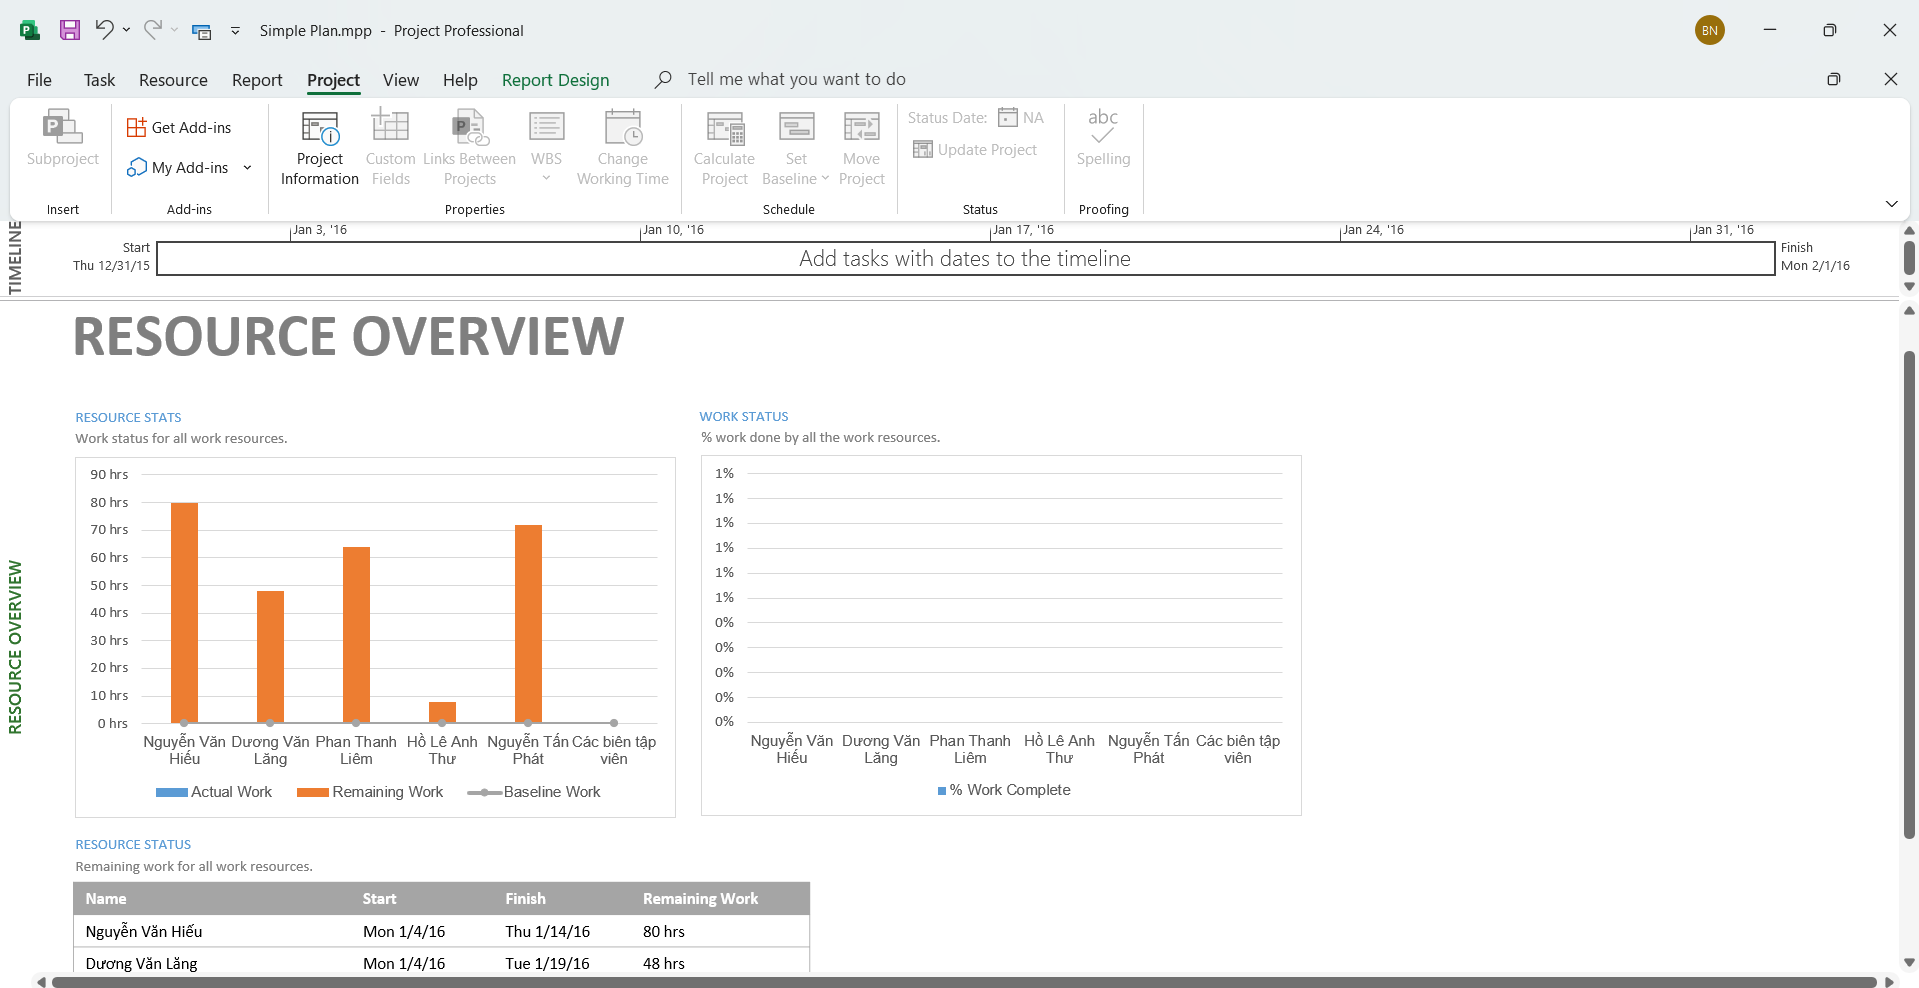 Simple Plan.mpp - Project Professional
BN
File Task Resource Report Project View Help Report Design Tell me what you want to do
Subproject
Insert
Get Add-ins
My Add-ins
Add-ins
Project Information
Custom Fields
Links Between Projects
WBS
Change Working Time
Properties
Calculate Project
Set Baseline
Move Project
Schedule
Status Date: NA
Update Project
Status
abc
Spelling
Proofing
TIMELINE
Jan 3, '16 Jan 10, '16 Jan 17, '16 Jan 24, '16 Jan 31, '16
Start
Thu 12/31/15
Add tasks with dates to the timeline
Finish
Mon 2/1/16
RESOURCE OVERVIEW
RESOURCE OVERVIEW
RESOURCE STATS
Work status for all work resources.
90 hrs
80 hrs
70 hrs
60 hrs
50 hrs
40 hrs
30 hrs
20 hrs
10 hrs
0 hrs
Nguyễn Văn Hiếu
Dương Văn Lăng
Phan Thanh Liêm
Hồ Lê Anh Thư
Nguyễn Tấn Phát
Các biên tập viên
Actual Work Remaining Work Baseline Work
WORK STATUS
% work done by all the work resources.
1%
1%
1%
1%
1%
1%
0%
0%
0%
0%
0%
Nguyễn Văn Hiếu
Dương Văn Lăng
Phan Thanh Liêm
Hồ Lê Anh Thư
Nguyễn Tấn Phát
Các biên tập viên
% Work Complete
RESOURCE STATUS
Remaining work for all work resources.
Name Start Finish Remaining Work
Nguyễn Văn Hiếu Mon 1/4/16 Thu 1/14/16 80 hrs
Dương Văn Lăng Mon 1/4/16 Tue 1/19/16 48 hrs